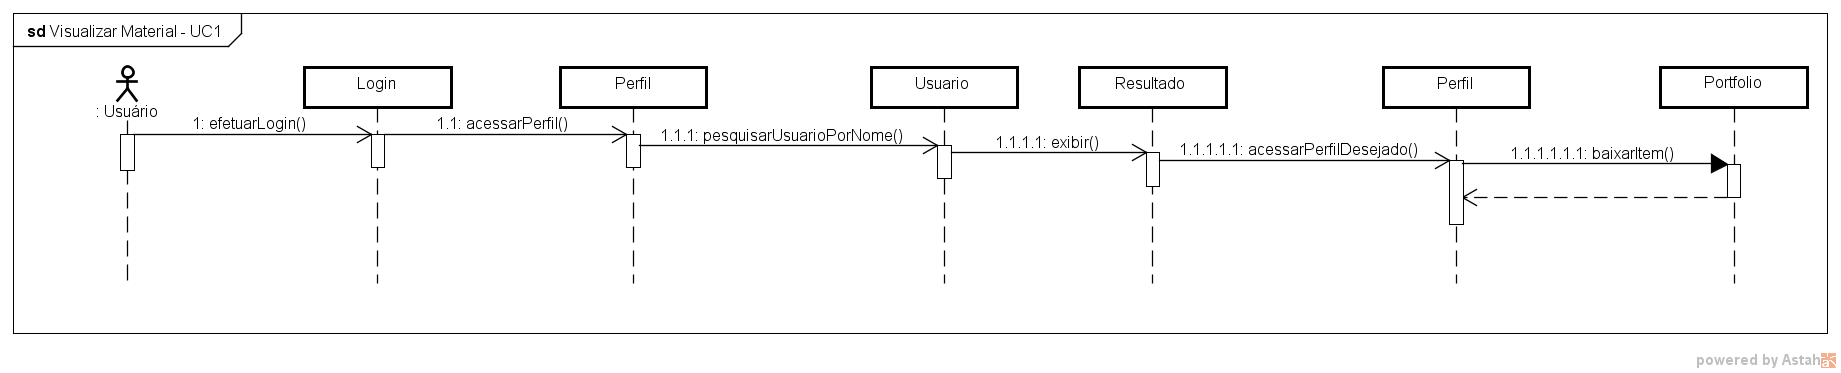 sd Visualizar Material - UC1
: Usuário
Login
Perfil
Usuario
Resultado
Perfil
Portfolio
1: efetuarLogin()
1.1: acessarPerfil()
1.1.1: pesquisarUsuarioPorNome()
1.1.1.1: exibir()
1.1.1.1.1: acessarPerfilDesejado()
1.1.1.1.1.1: baixarItem()
powered by Astah